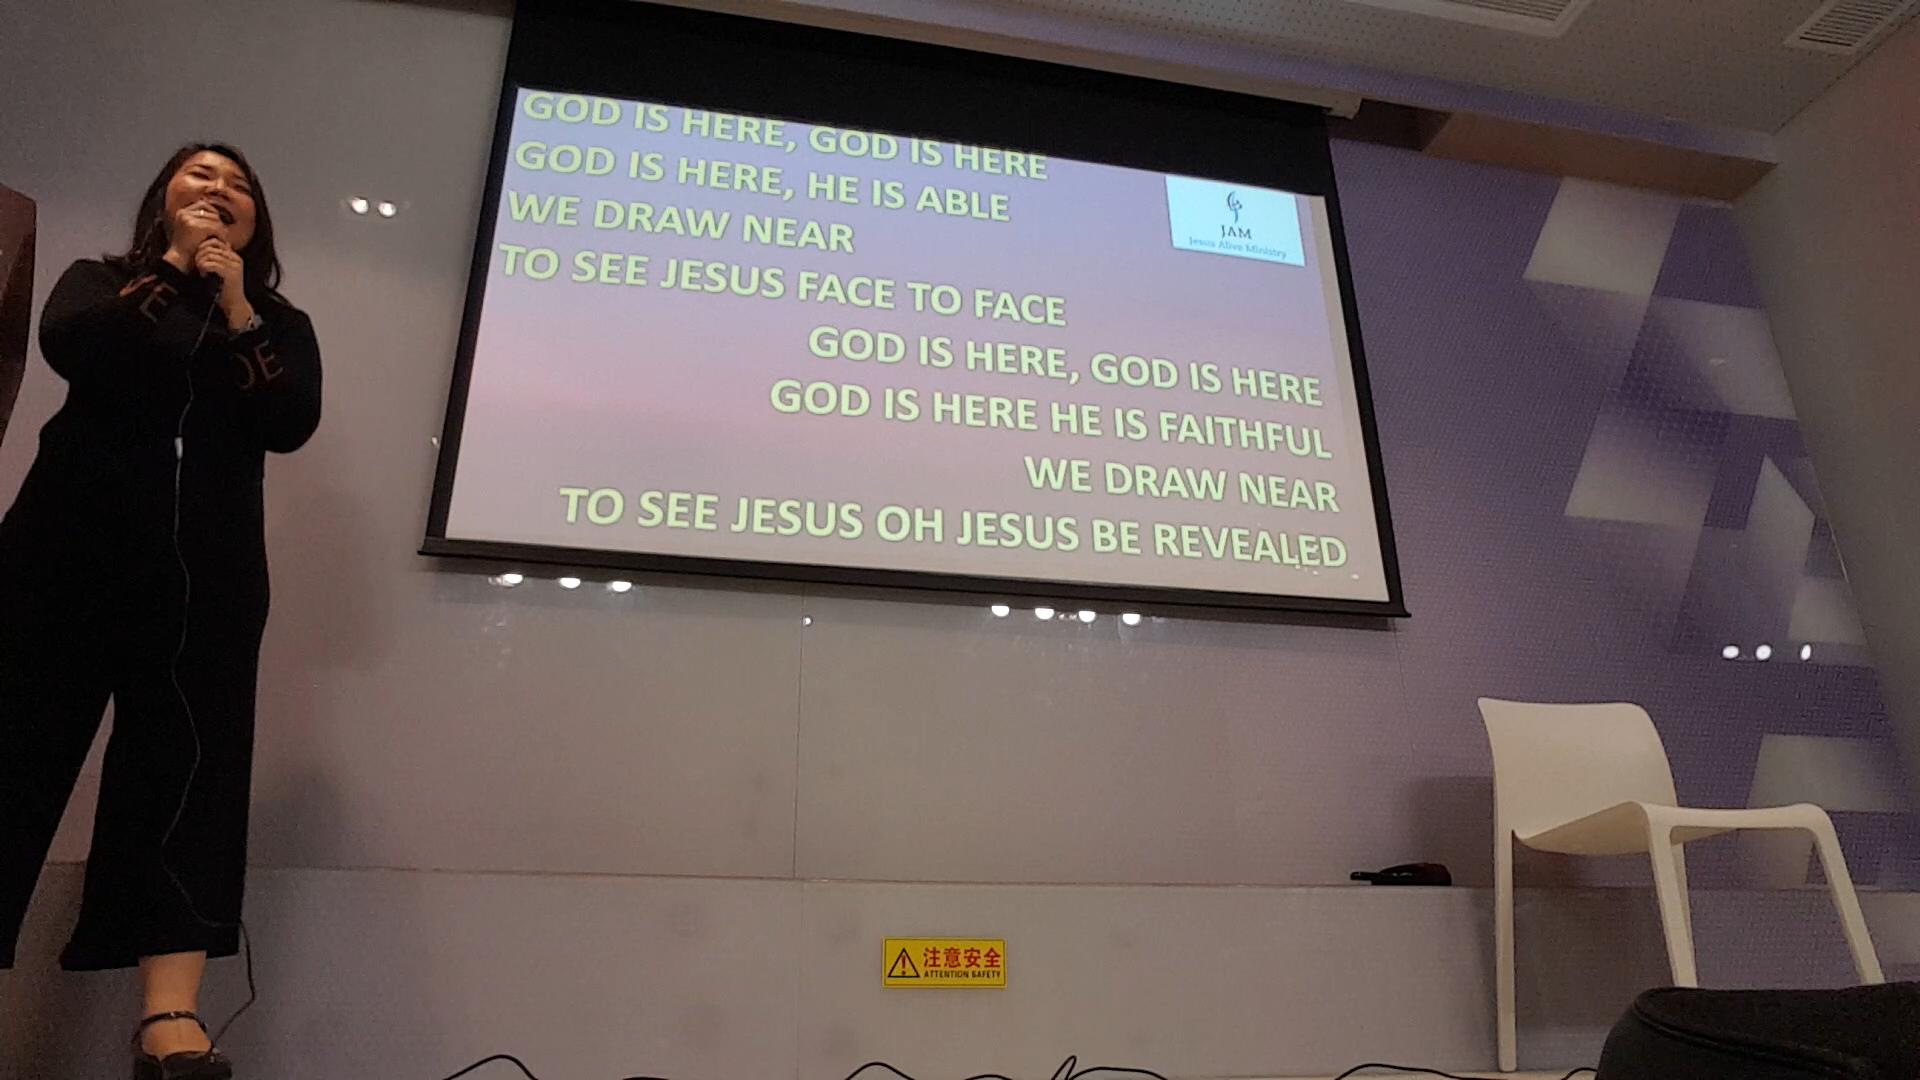 GOD IS HERE, GOD IS HERE
GOD IS HERE, HE IS ABLE
WE DRAW NEAR
TO SEE JESUS FACE TO FACE
GOD IS HERE, GOD IS HERE
GOD IS HERE HE IS FAITHFUL
WE DRAW NEAR
TO SEE JESUS OH JESUS BE REVEALED
JAM
Jesus Alive Ministry
注意安全
ATTENTION SAFETY